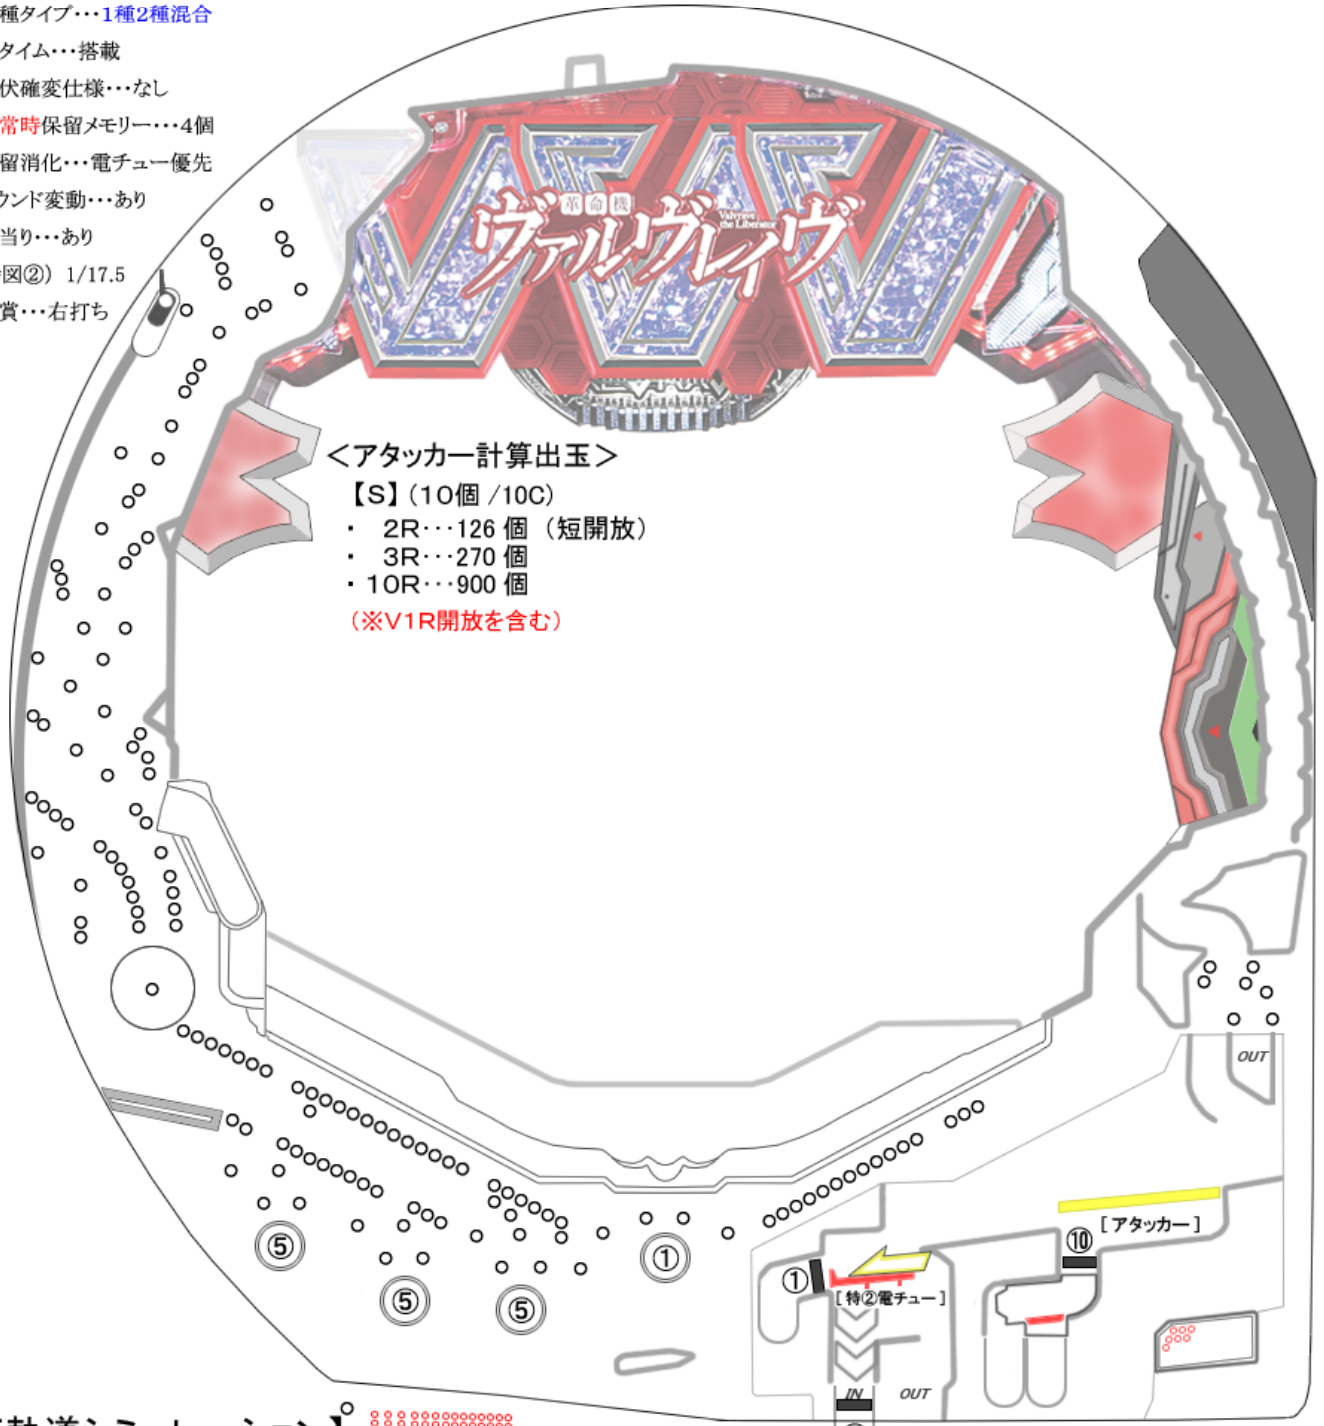 種タイプ･･･1種2種混合
タイム･･･搭載
伏確変仕様･･･なし
常時保留メモリー･･･4個
留消化･･･電チュー優先
ウンド変動･･･あり
当り･･･あり
図②) 1/17.5
賞･･･右打ち
革命機
ヴァルヴレイヴ
Valvrave
the Liberator
＜アタッカー計算出玉＞
【S】(10個 /10C)
・ 2R･･･126 個 (短開放)
・ 3R･･･270 個
・10R･･･900 個
(※V1R開放を含む)
OUT
[ アタッカー ]
⑩
①
[ 特②電チュー ]
⑤
⑤
⑤
①
IN
OUT